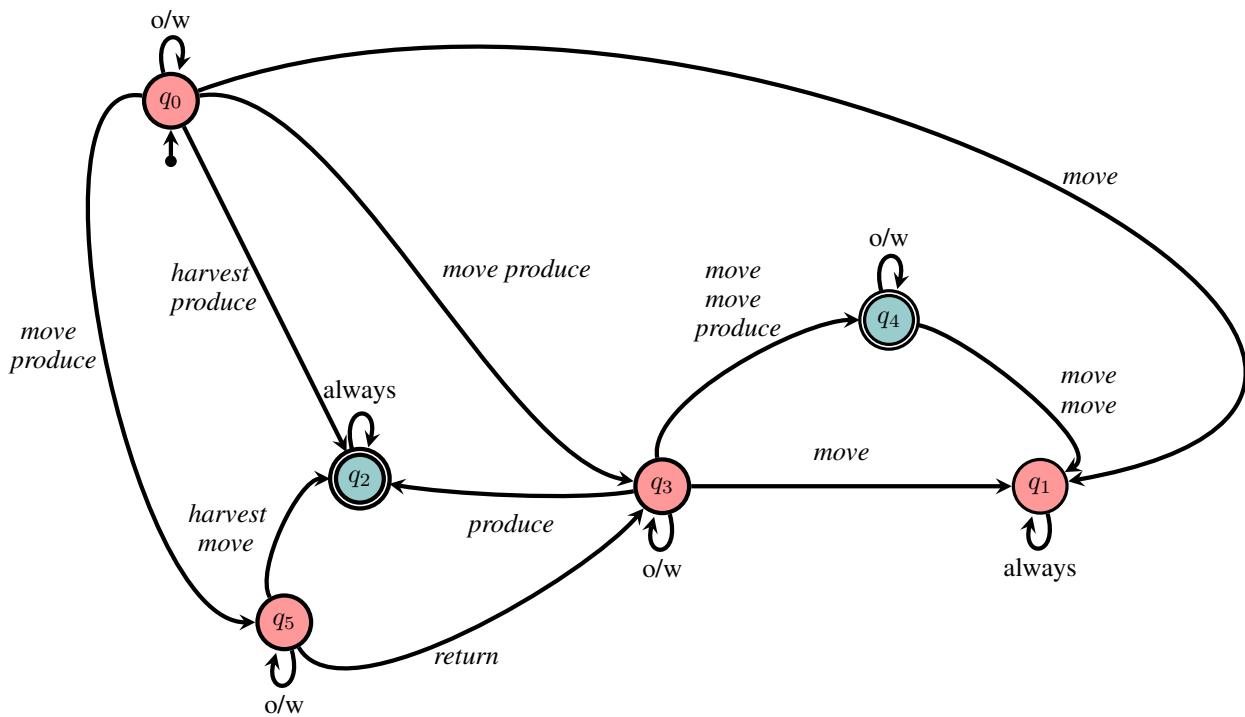 o/w
q0
move
o/w
harvest
produce
move produce
move
move
produce
q4
move
produce
always
move
move
move
q2
q3
q1
harvest
move
produce
o/w
always
q5
return
o/w